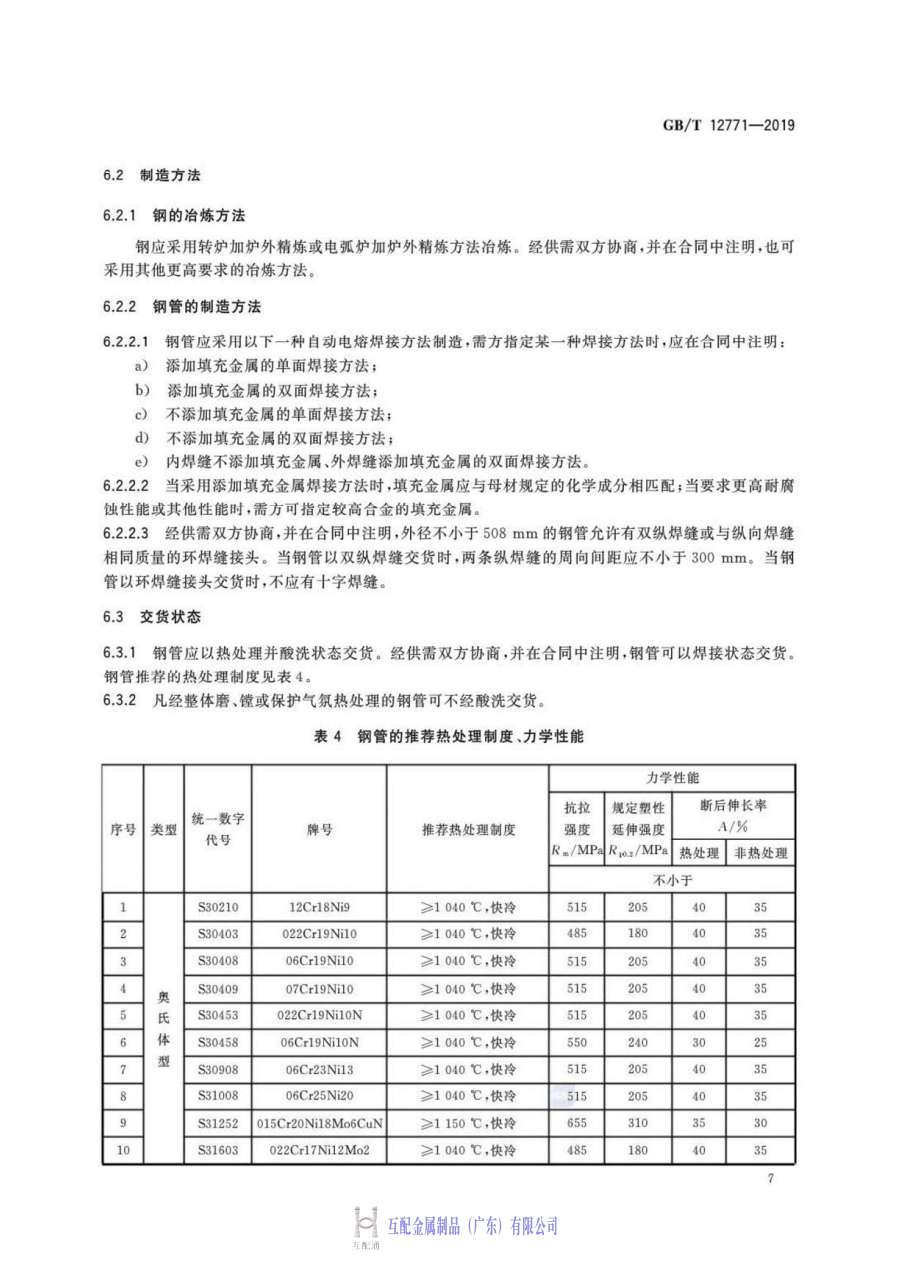 GB/T 12771—2019
6.2 制造方法
6.2.1 钢的冶炼方法
钢应采用转炉加炉外精炼或电弧炉加炉外精炼方法冶炼。经供需双方协商,并在合同中注明,也可
采用其他更高要求的冶炼方法。
6.2.2 钢管的制造方法
6.2.2.1 钢管应采用以下一种自动电熔焊接方法制造,需方指定某一种焊接方法时,应在合同中注明:
a) 添加填充金属的单面焊接方法;
b) 添加填充金属的双面焊接方法;
c) 不添加填充金属的单面焊接方法;
d) 不添加填充金属的双面焊接方法;
e) 内焊缝不添加填充金属、外焊缝添加填充金属的双面焊接方法。
6.2.2.2 当采用添加填充金属焊接方法时,填充金属应与母材规定的化学成分相匹配;当要求更高耐腐
蚀性能或其他性能时,需方可指定较高合金的填充金属。
6.2.2.3 经供需双方协商,并在合同中注明,外径不小于 508 mm 的钢管允许有双纵焊缝或与纵向焊缝
相同质量的环焊缝接头。当钢管以双纵焊缝交货时,两条纵焊缝的周向间距应不小于 300 mm。当钢
管以环焊缝接头交货时,不应有十字焊缝。
6.3 交货状态
6.3.1 钢管应以热处理并酸洗状态交货。经供需双方协商,并在合同中注明,钢管可以焊接状态交货。
钢管推荐的热处理制度见表 4。
6.3.2 凡经整体磨、镗或保护气氛热处理的钢管可不经酸洗交货。
表 4 钢管的推荐热处理制度、力学性能
序号 类型 统一数字代号 牌号 推荐热处理制度 力学性能
抗拉强度 Rm/MPa 规定塑性延伸强度 Rp0.2/MPa 断后伸长率 A/%
热处理 非热处理
不小于
奥氏体型
1 S30210 12Cr18Ni9 ≥1 040 ℃,快冷 515 205 40 35
2 S30403 022Cr19Ni10 ≥1 040 ℃,快冷 485 180 40 35
3 S30408 06Cr19Ni10 ≥1 040 ℃,快冷 515 205 40 35
4 S30409 07Cr19Ni10 ≥1 040 ℃,快冷 515 205 40 35
5 S30453 022Cr19Ni10N ≥1 040 ℃,快冷 515 205 40 35
6 S30458 06Cr19Ni10N ≥1 040 ℃,快冷 550 240 30 25
7 S30908 06Cr23Ni13 ≥1 040 ℃,快冷 515 205 40 35
8 S31008 06Cr25Ni20 ≥1 040 ℃,快冷 515 205 40 35
9 S31252 015Cr20Ni18Mo6CuN ≥1 150 ℃,快冷 655 310 35 30
10 S31603 022Cr17Ni12Mo2 ≥1 040 ℃,快冷 485 180 40 35
7
互配通
互配金属制品(广东)有限公司